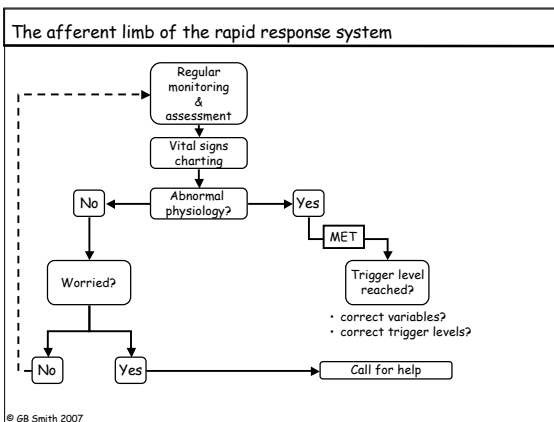 The afferent limb of the rapid response system
Regular
monitoring
&
assessment
Vital signs
charting
Abnormal
physiology?
No
Yes
MET
Worried?
Trigger level
reached?
· correct variables?
· correct trigger levels?
No
Yes
Call for help
© GB Smith 2007